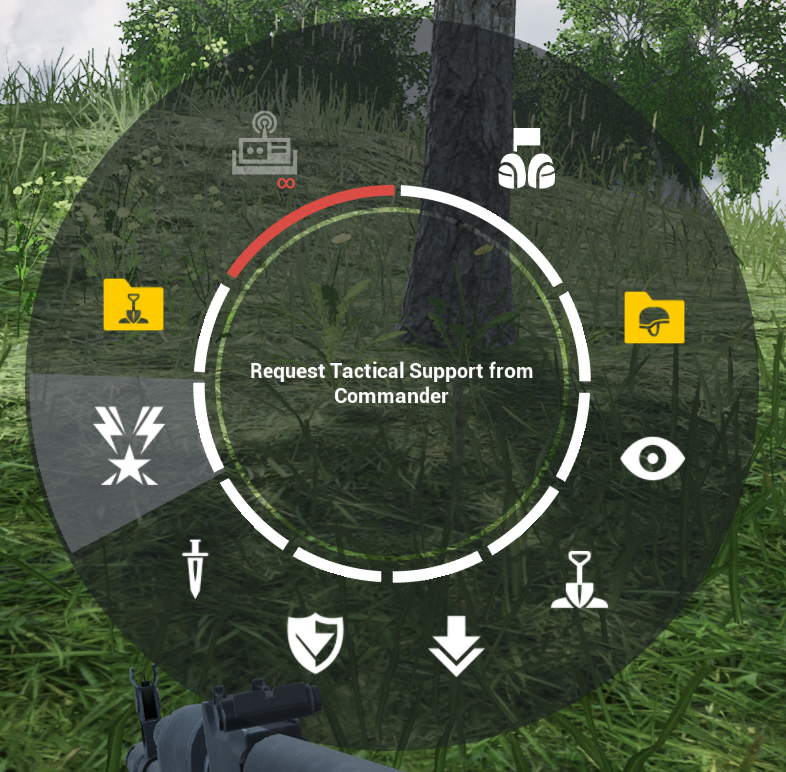 ∞
Request Tactical Support from
Commander